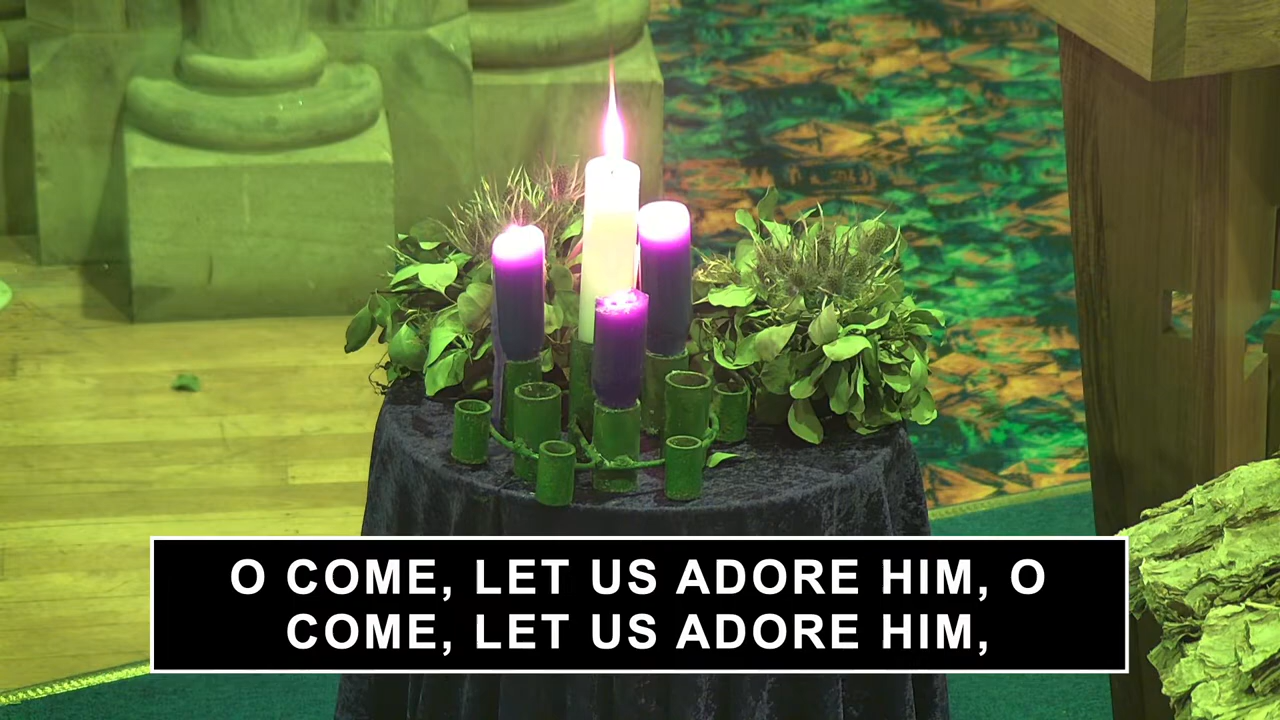 O COME, LET US ADORE HIM, O
COME, LET US ADORE HIM,